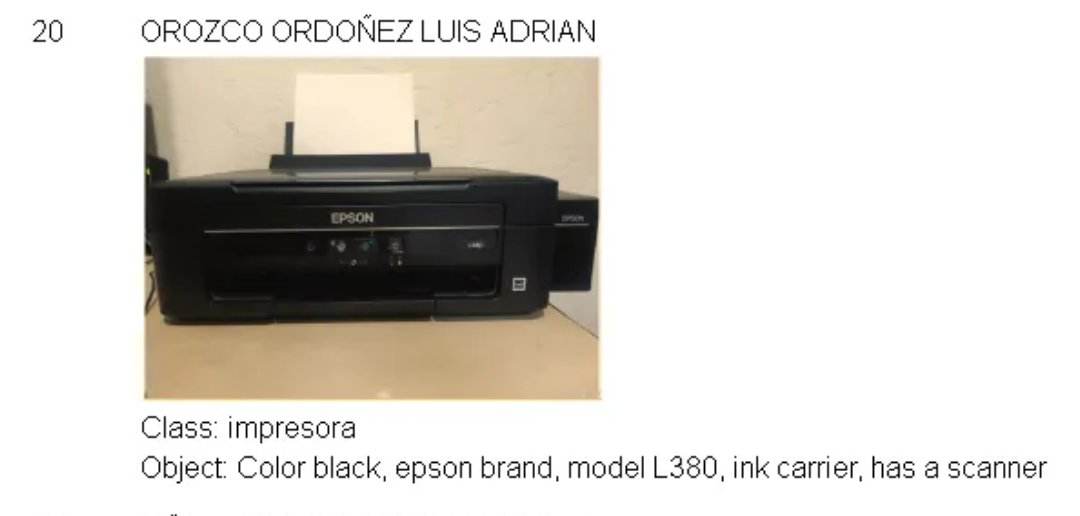 20 OROZCO ORDOÑEZ LUIS ADRIAN
EPSON
EPSON
Class: impresora
Object: Color black, epson brand, model L380, ink carrier, has a scanner